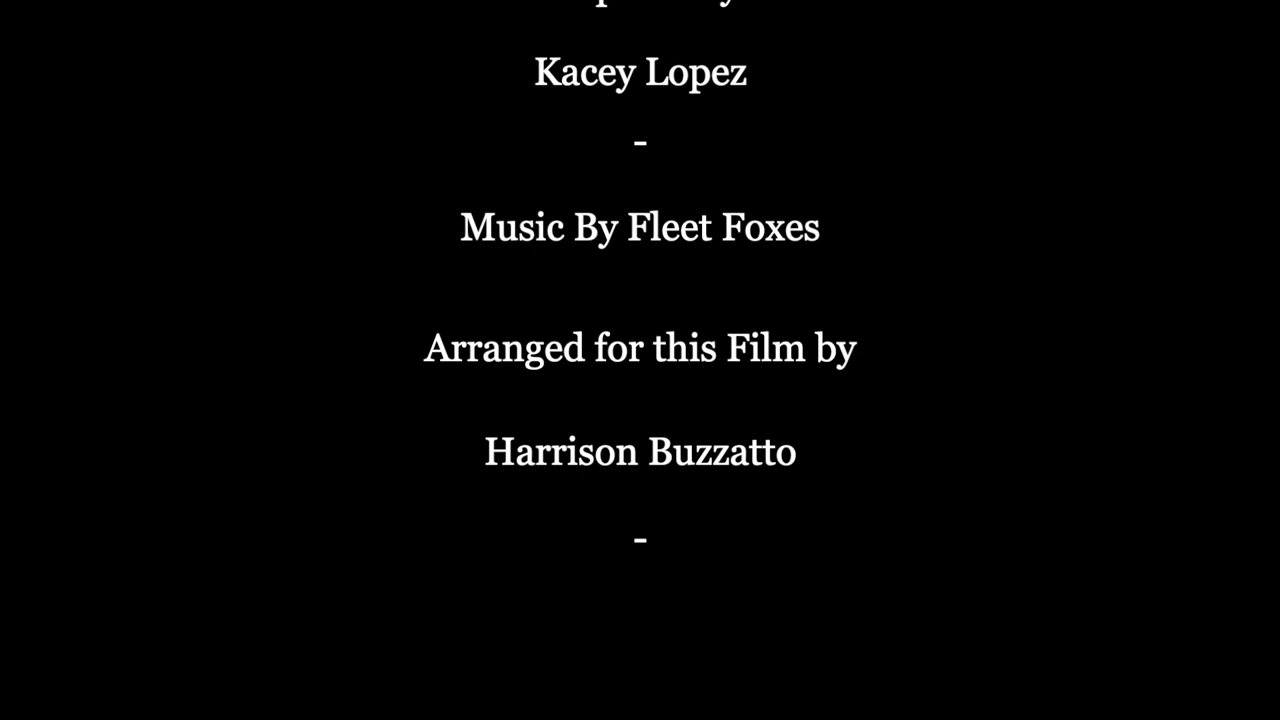 Kacey Lopez
-
Music By Fleet Foxes
Arranged for this Film by
Harrison Buzzatto
-